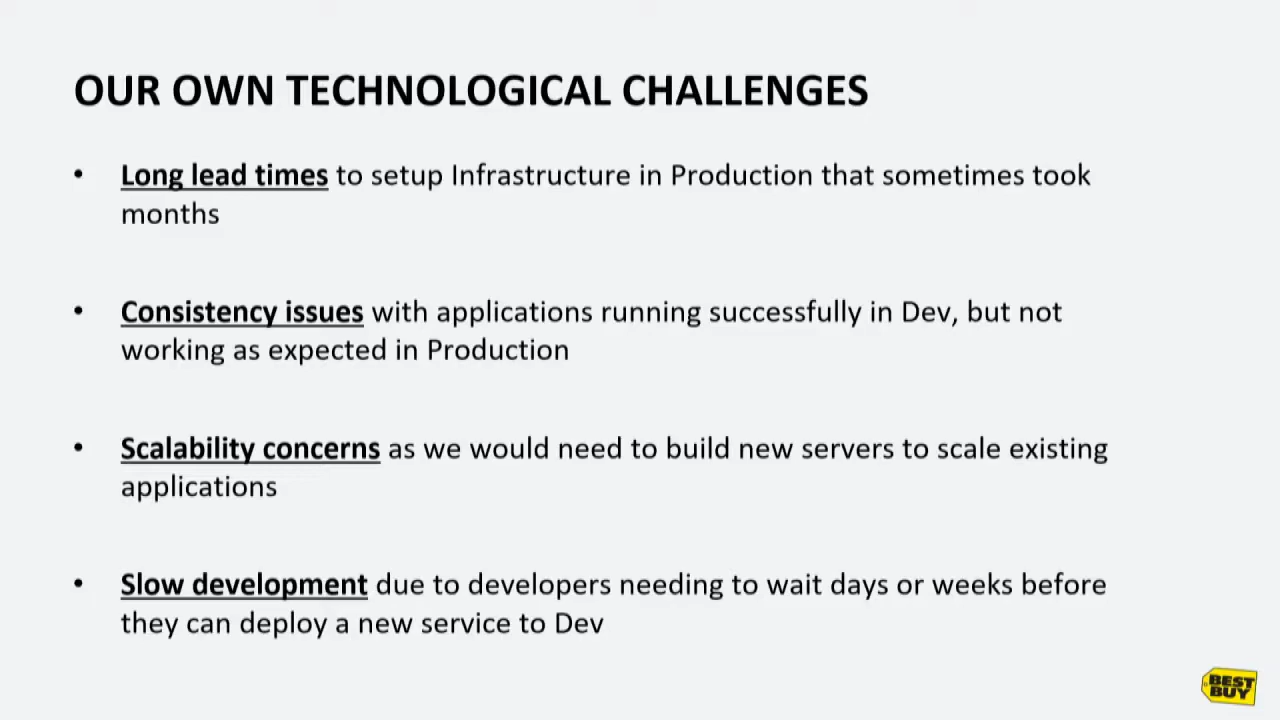 OUR OWN TECHNOLOGICAL CHALLENGES
• Long lead times to setup Infrastructure in Production that sometimes took
months
• Consistency issues with applications running successfully in Dev, but not
working as expected in Production
• Scalability concerns as we would need to build new servers to scale existing
applications
• Slow development due to developers needing to wait days or weeks before
they can deploy a new service to Dev
BEST
BUY